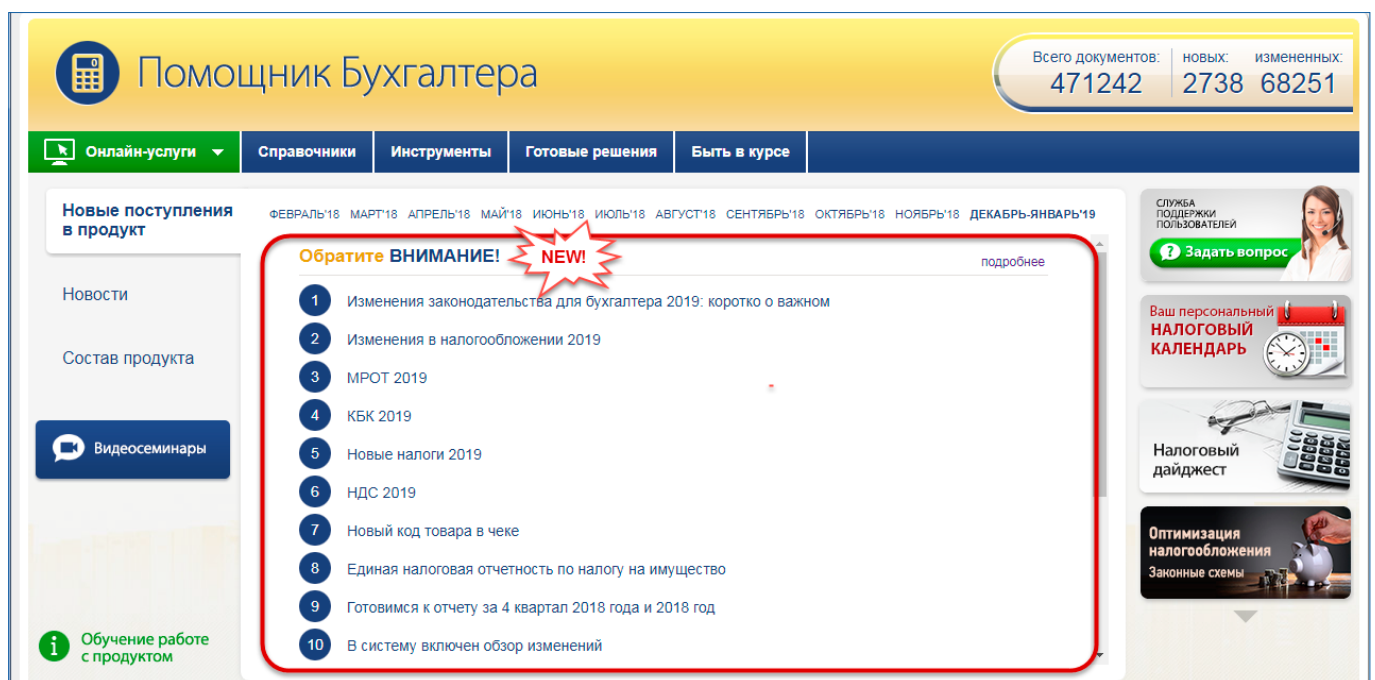 Помощник Бухгалтера
Всего документов: новых: измененных:
471242 2738 68251
Онлайн-услуги Справочники Инструменты Готовые решения Быть в курсе
Новые поступления
в продукт
Новости
Состав продукта
Видеосеминары
Обучение работе
с продуктом
ФЕВРАЛЬ'18 МАРТ'18 АПРЕЛЬ'18 МАЙ'18 ИЮНЬ'18 ИЮЛЬ'18 АВГУСТ'18 СЕНТЯБРЬ'18 ОКТЯБРЬ'18 НОЯБРЬ'18 ДЕКАБРЬ-ЯНВАРЬ'19
Обратите ВНИМАНИЕ! NEW! подробнее
1 Изменения законодательства для бухгалтера 2019: коротко о важном
2 Изменения в налогообложении 2019
3 МРОТ 2019
4 КБК 2019
5 Новые налоги 2019
6 НДС 2019
7 Новый код товара в чеке
8 Единая налоговая отчетность по налогу на имущество
9 Готовимся к отчету за 4 квартал 2018 года и 2018 год
10 В систему включен обзор изменений
СЛУЖБА
ПОДДЕРЖКИ
ПОЛЬЗОВАТЕЛЕЙ
? Задать вопрос
Ваш персональный
НАЛОГОВЫЙ
КАЛЕНДАРЬ
Налоговый
дайджест
Оптимизация
налогообложения
Законные схемы